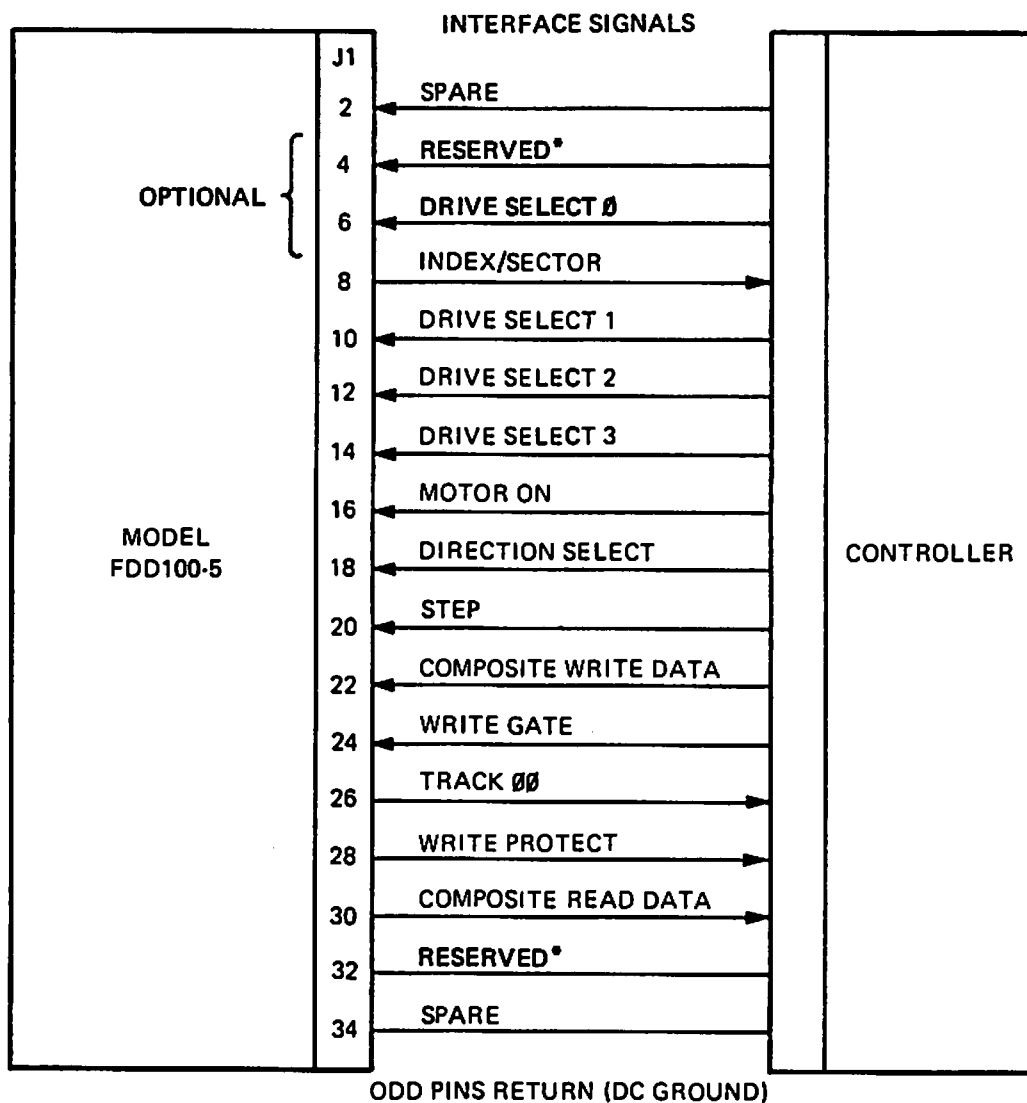 INTERFACE SIGNALS
J1
2 SPARE
4 RESERVED*
OPTIONAL
6 DRIVE SELECT Ø
8 INDEX/SECTOR
10 DRIVE SELECT 1
12 DRIVE SELECT 2
14 DRIVE SELECT 3
16 MOTOR ON
MODEL
FDD100-5
18 DIRECTION SELECT
CONTROLLER
20 STEP
22 COMPOSITE WRITE DATA
24 WRITE GATE
26 TRACK ØØ
28 WRITE PROTECT
30 COMPOSITE READ DATA
32 RESERVED*
34 SPARE
ODD PINS RETURN (DC GROUND)